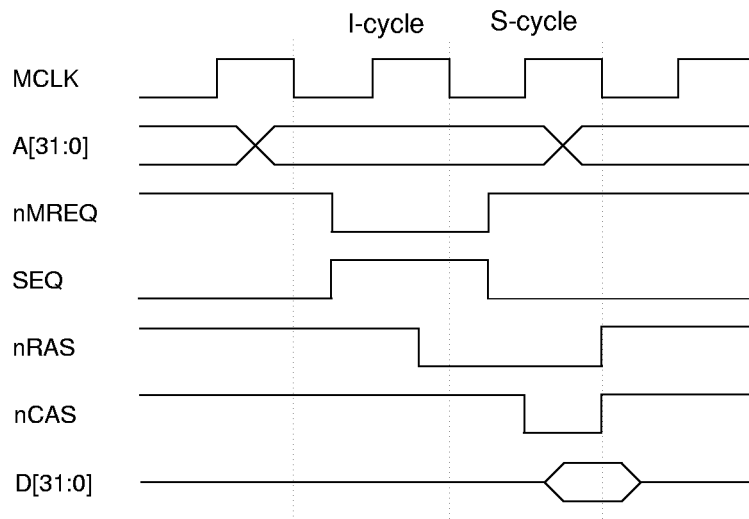 I-cycle S-cycle
MCLK
A[31:0]
nMREQ
SEQ
nRAS
nCAS
D[31:0]